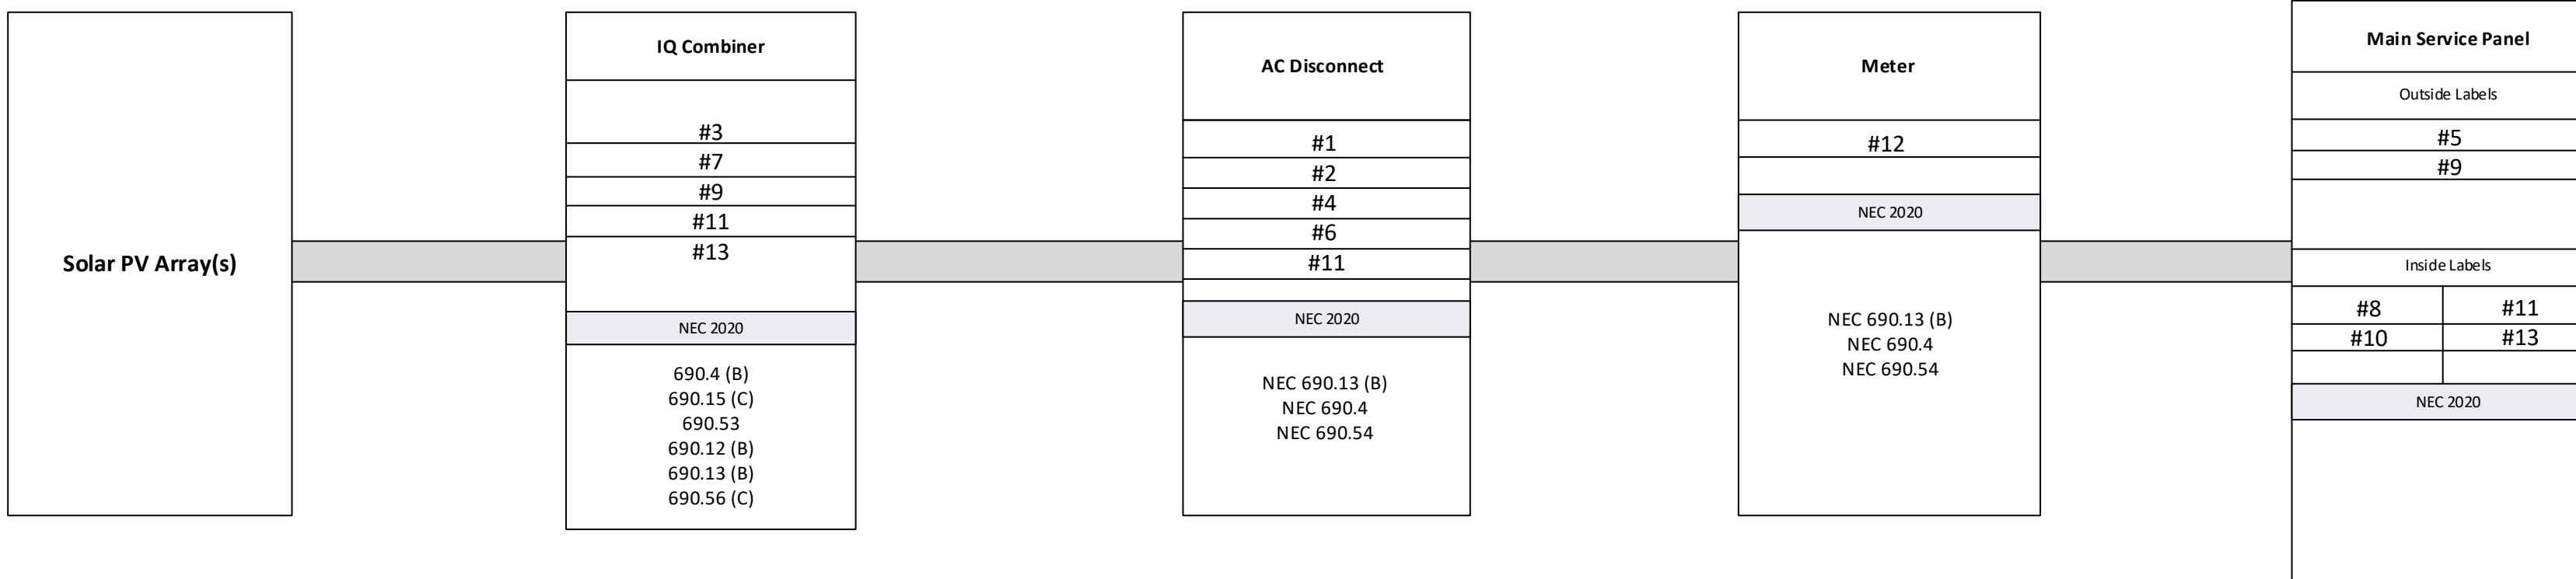 Solar PV Array(s)
IQ Combiner
#3
#7
#9
#11
#13
NEC 2020
690.4 (B)
690.15 (C)
690.53
690.12 (B)
690.13 (B)
690.56 (C)
AC Disconnect
#1
#2
#4
#6
#11
NEC 2020
NEC 690.13 (B)
NEC 690.4
NEC 690.54
Meter
#12
NEC 2020
NEC 690.13 (B)
NEC 690.4
NEC 690.54
Main Service Panel
Outside Labels
#5
#9
Inside Labels
#8 #11
#10 #13
NEC 2020